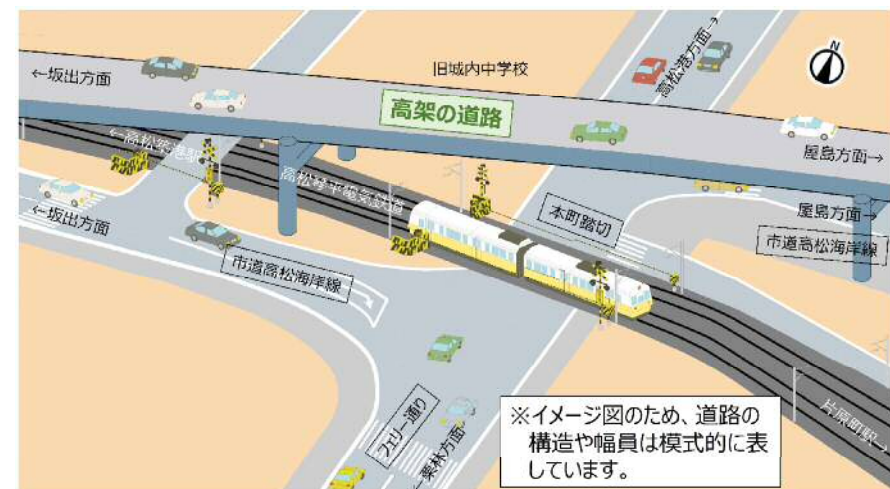 ←坂出方面
旧城内中学校
高松港方面→
N
高架の道路
←高松築港駅
屋島方面→
高松琴平電気鉄道
本町踏切
←坂出方面
屋島方面→
市道高松海岸線
市道高松海岸線
フェリー通り
←栗林方面
片原町駅→
※イメージ図のため、道路の
構造や幅員は模式的に表
しています。